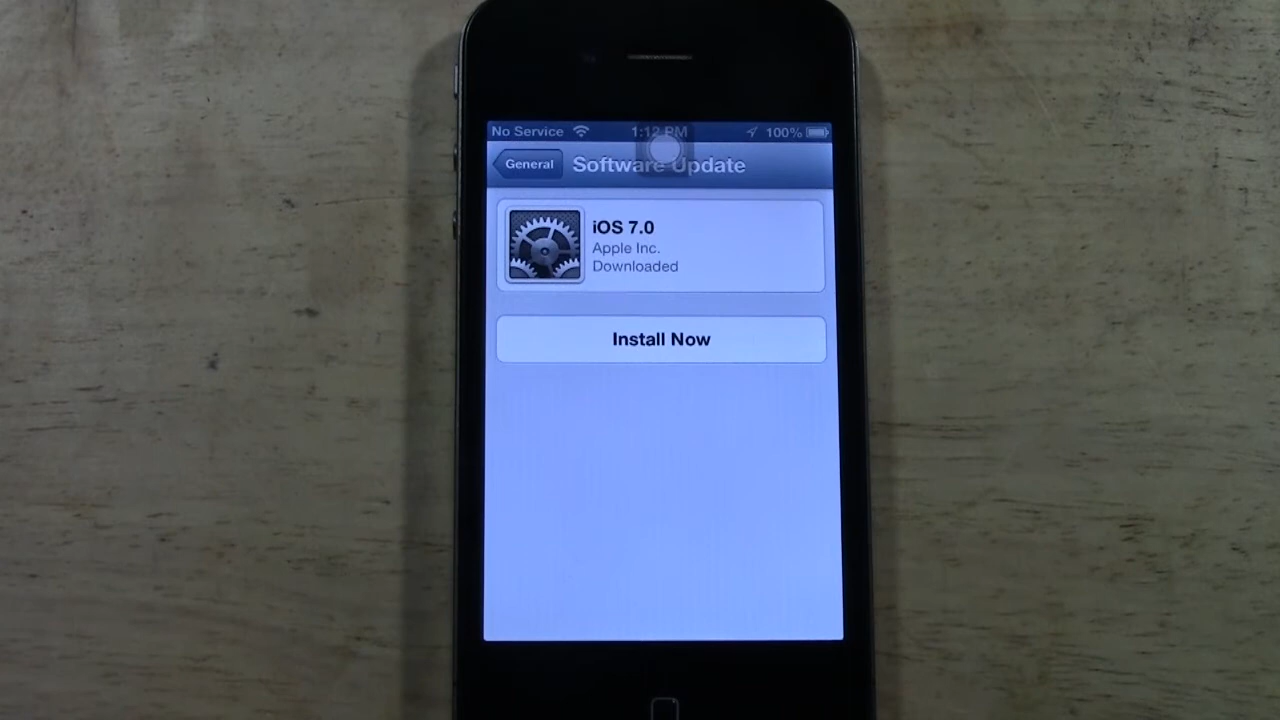 No Service 1:12 PM 100%
General Software Update
iOS 7.0
Apple Inc.
Downloaded
Install Now